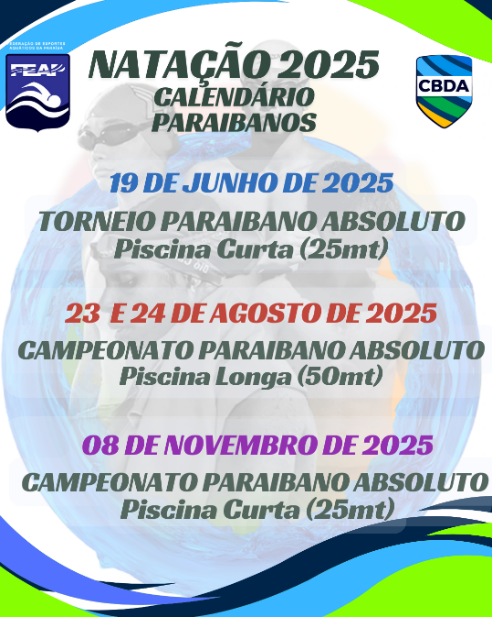 FEDERAÇÃO DE ESPORTES
AQUÁTICOS DA PARAÍBA
FEAP
NATAÇÃO 2025
CBDA
CALENDÁRIO
PARAIBANOS
19 DE JUNHO DE 2025
TORNEIO PARAIBANO ABSOLUTO
Piscina Curta (25mt)
23 E 24 DE AGOSTO DE 2025
CAMPEONATO PARAIBANO ABSOLUTO
Piscina Longa (50mt)
08 DE NOVEMBRO DE 2025
CAMPEONATO PARAIBANO ABSOLUTO
Piscina Curta (25mt)